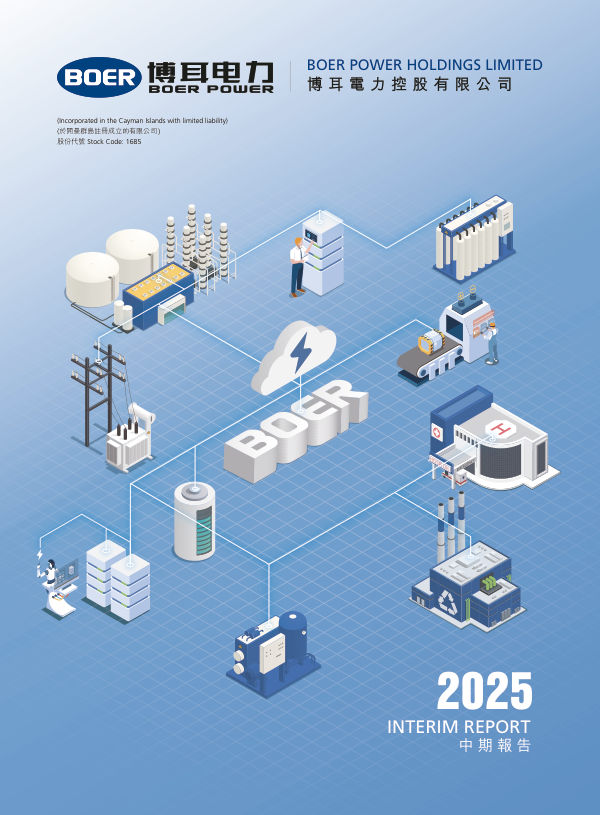 BOER 博耳电力
BOER POWER
BOER POWER HOLDINGS LIMITED
博耳電力控股有限公司
(Incorporated in the Cayman Islands with limited liability)
(於開曼群島註冊成立的有限公司)
股份代號 Stock Code: 1685
BOER
H
2025
INTERIM REPORT
中期報告